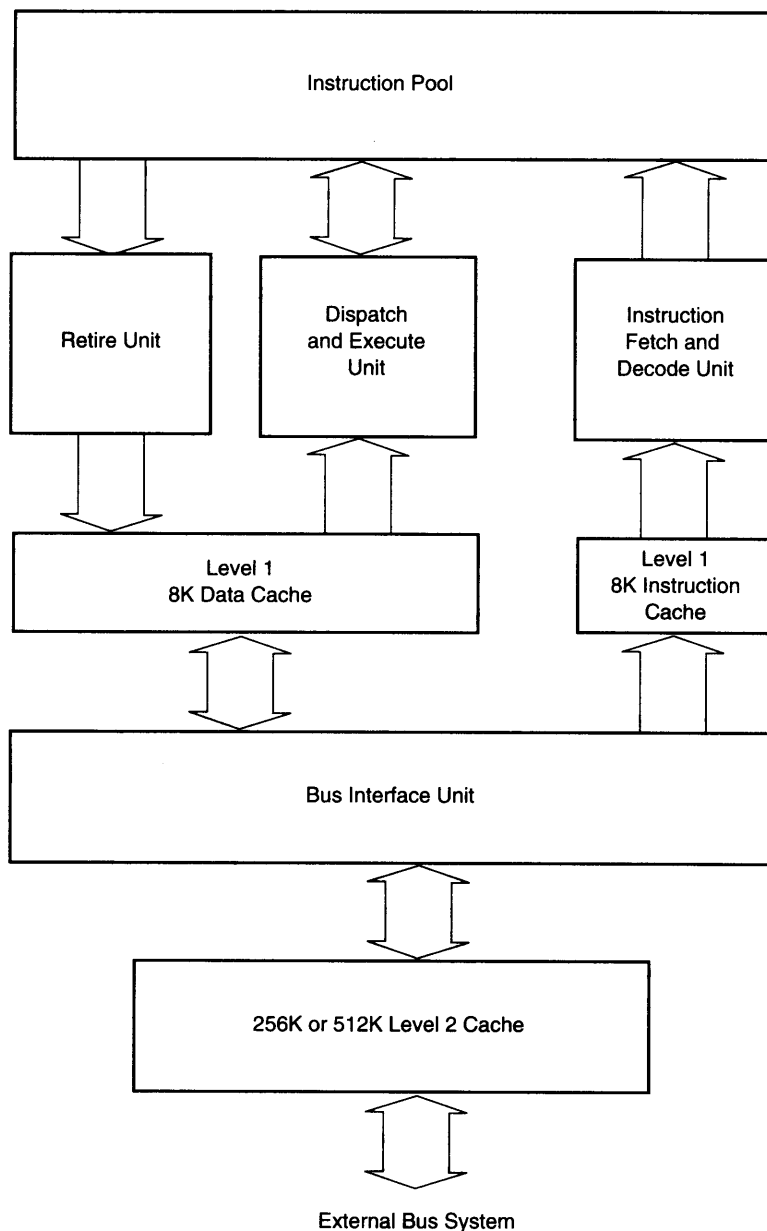 Instruction Pool
Retire Unit
Dispatch
and Execute
Unit
Instruction
Fetch and
Decode Unit
Level 1
8K Data Cache
Level 1
8K Instruction
Cache
Bus Interface Unit
256K or 512K Level 2 Cache
External Bus System